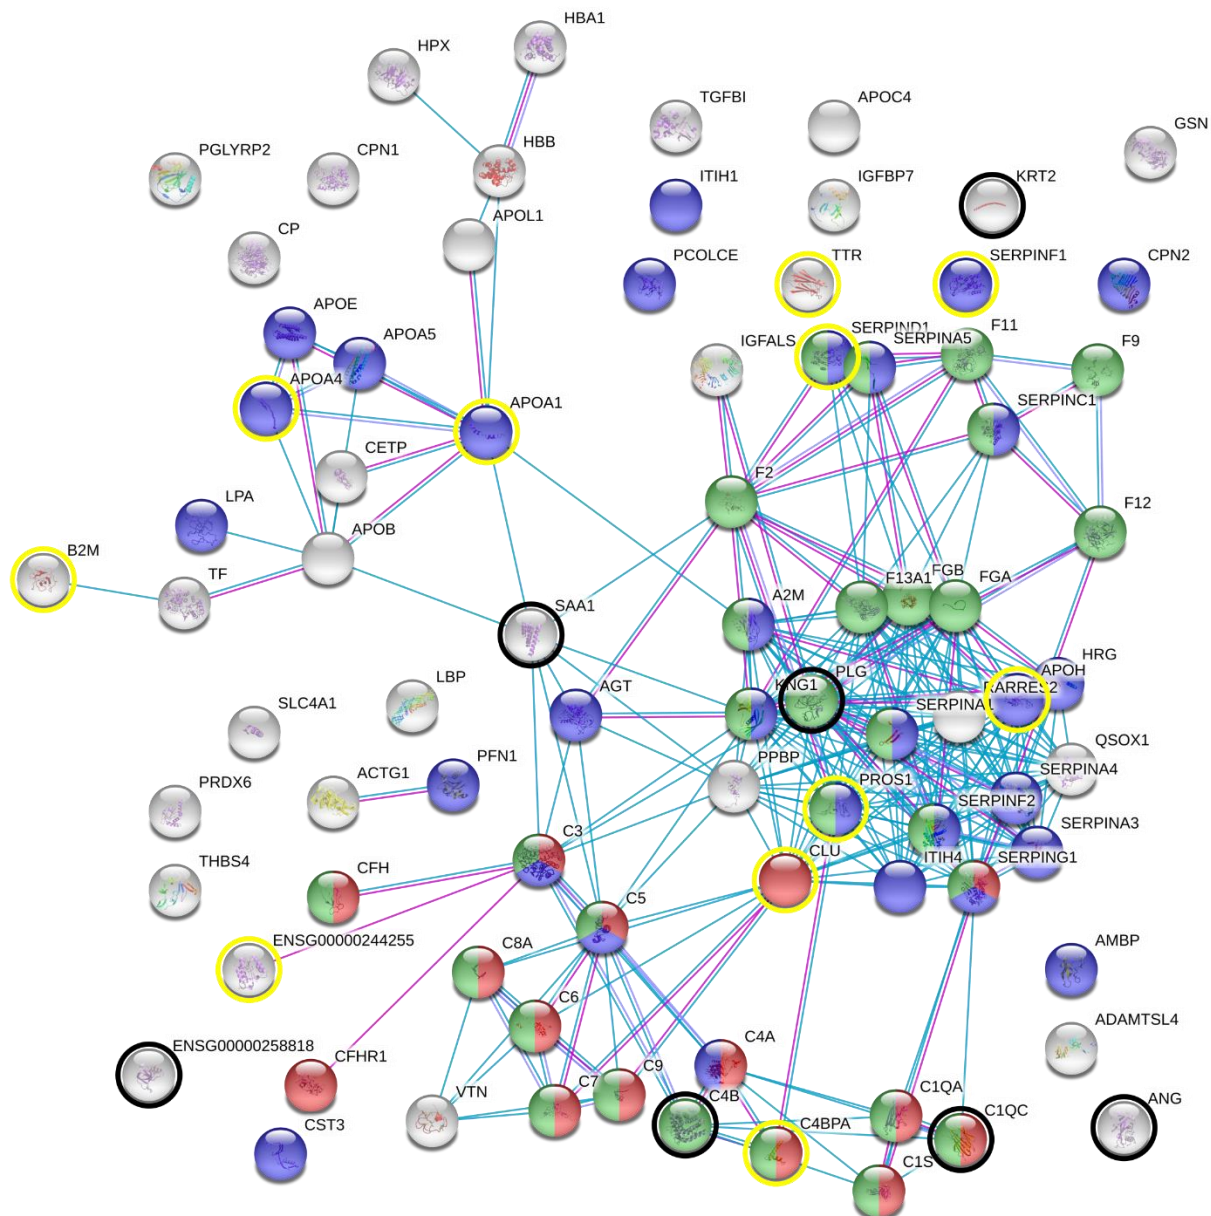 HBA1
HPX
TGFBI
APOC4
GSN
HBB
PGLYRP2
CPN1
ITIH1
IGFBP7
KRT2
APOL1
CP
PCOLCE
TTR
SERPINF1
CPN2
APOE
APOA5
IGFALS
SERPIND1
SERPINA5
F11
F9
APOA4
APOA1
SERPINC1
CETP
F2
LPA
APOB
F12
B2M
TF
F13A1
FGB
FGA
A2M
SAA1
HRG
APOH
LBP
AGT
KNG1
PLG
RARRES2
SERPINA1
SLC4A1
QSOX1
PPBP
SERPINA4
PRDX6
ACTG1
PFN1
PROS1
SERPINF2
SERPINA3
C3
CLU
ITIH4
SERPING1
THBS4
CFH
C5
ENSG00000244255
C8A
AMBP
C6
ADAMTSL4
ENSG00000258818
CFHR1
VTN
C7
C9
C4A
C4B
C1QA
C1QC
ANG
CST3
C4BPA
C1S